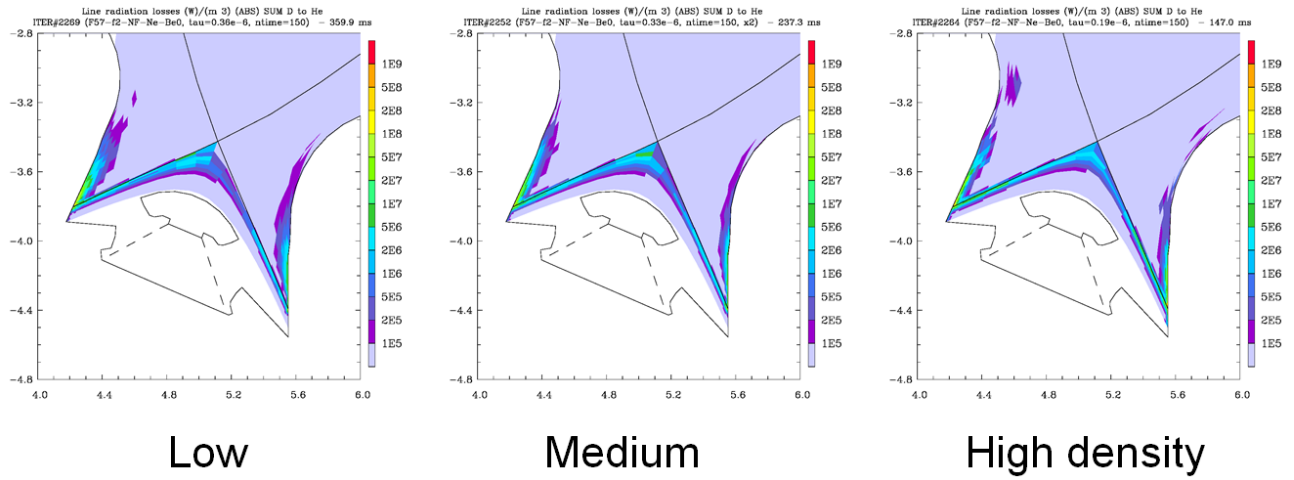 Line radiation losses (W)/(m 3) (ABS) SUM D to He
ITER#2269 (F57-f2-NF-Ne-Be0, tau=0.36e-6, ntime=150) - 359.9 ms
-2.8
-3.2
-3.6
-4.0
-4.4
-4.8
4.0 4.4 4.8 5.2 5.6 6.0
1E9
5E8
2E8
1E8
5E7
2E7
1E7
5E6
2E6
1E6
5E5
2E5
1E5
Low
Line radiation losses (W)/(m 3) (ABS) SUM D to He
ITER#2252 (F57-f2-NF-Ne-Be0, tau=0.33e-6, ntime=150, x2) - 237.3 ms
-2.8
-3.2
-3.6
-4.0
-4.4
-4.8
4.0 4.4 4.8 5.2 5.6 6.0
1E9
5E8
2E8
1E8
5E7
2E7
1E7
5E6
2E6
1E6
5E5
2E5
1E5
Medium
Line radiation losses (W)/(m 3) (ABS) SUM D to He
ITER#2264 (F57-f2-NF-Ne-Be0, tau=0.19e-6, ntime=150) - 147.0 ms
-2.8
-3.2
-3.6
-4.0
-4.4
-4.8
4.0 4.4 4.8 5.2 5.6 6.0
1E9
5E8
2E8
1E8
5E7
2E7
1E7
5E6
2E6
1E6
5E5
2E5
1E5
High density